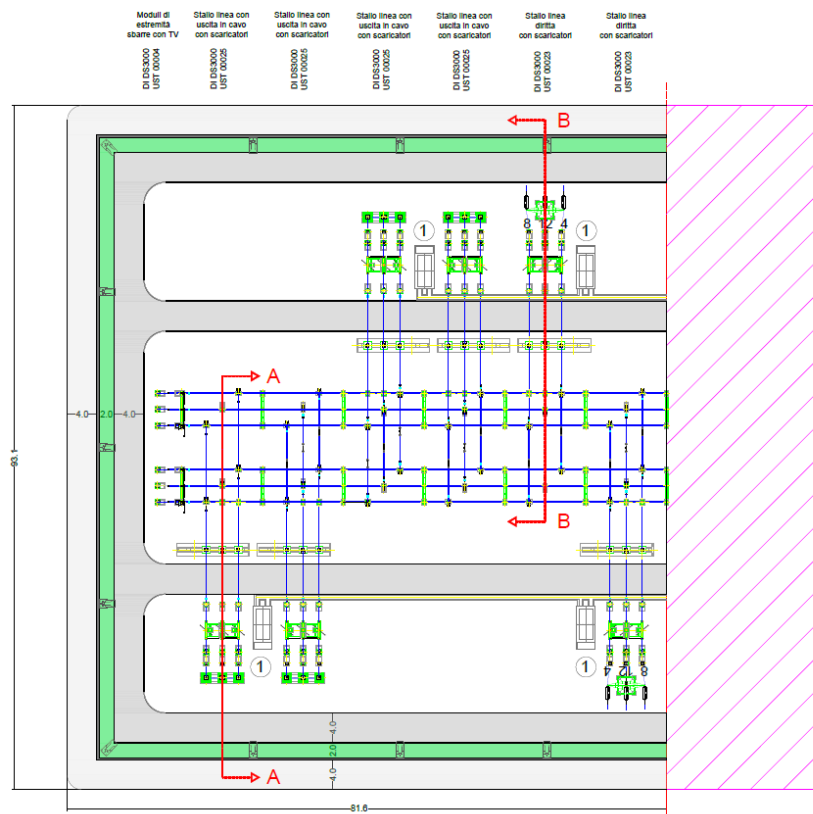 Moduli di
estremità
sbarre con TV
Stallo linea con
uscita in cavo
con scaricatori
Stallo linea con
uscita in cavo
con scaricatori
Stallo linea con
uscita in cavo
con scaricatori
Stallo linea con
uscita in cavo
con scaricatori
Stallo linea
diritta
con scaricatori
Stallo linea
diritta
con scaricatori
DI DS3000
UST 00004
DI DS3000
UST 00025
DI DS3000
UST 00025
DI DS3000
UST 00025
DI DS3000
UST 00025
DI DS3000
UST 00023
DI DS3000
UST 00023
B
8 12 4
1
1
A
4.0 2.0 4.0
93.1
B
1
1
4 12 8
4.0
2.0
4.0
A
81.6